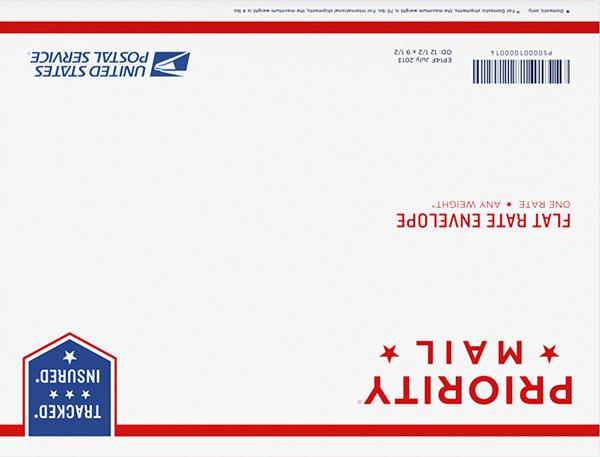 PRIORITY®
★ MAIL ★
TRACKED*
★ ★ ★
INSURED*
★
FLAT RATE ENVELOPE
ONE RATE ★ ANY WEIGHT*
PS00001000014
EP14F July 2013
OD: 12 1/2 x 9 1/2
UNITED STATES
POSTAL SERVICE®
* Domestic only. * For Domestic shipments, the maximum weight is 70 lbs. For International shipments, the maximum weight is 4 lbs.